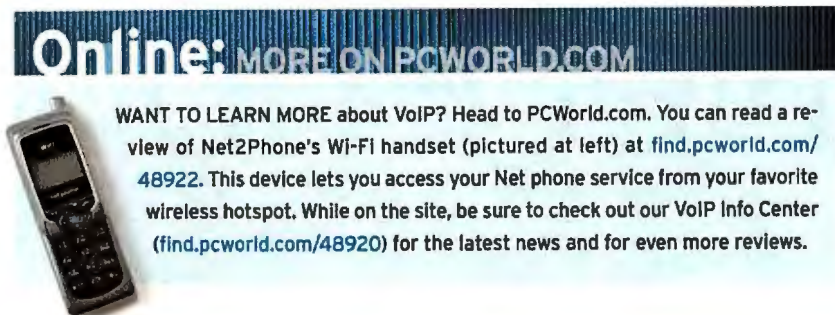 Online: MORE ON PCWORLD.COM
WANT TO LEARN MORE about VoIP? Head to PCWorld.com. You can read a re-
view of Net2Phone's Wi-Fi handset (pictured at left) at find.pcworld.com/
48922. This device lets you access your Net phone service from your favorite
wireless hotspot. While on the site, be sure to check out our VoIP Info Center
(find.pcworld.com/48920) for the latest news and for even more reviews.